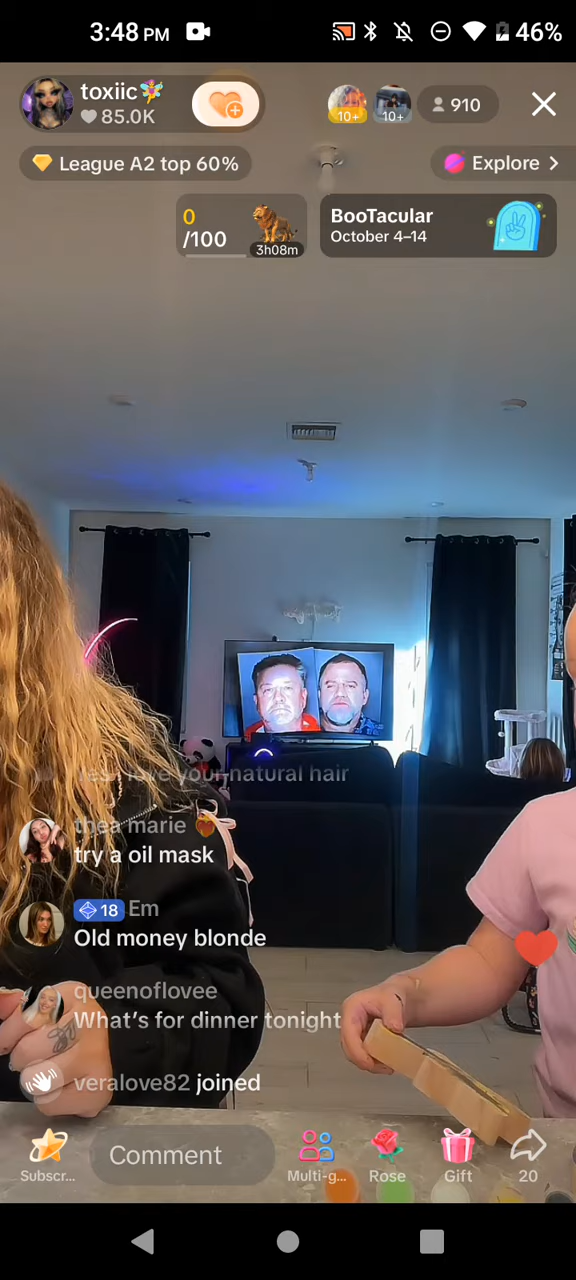 3:48 PM
46%
toxiic🧚
85.0K
10+
10+
910
League A2 top 60%
Explore >
0
/100
3h08m
BooTacular
October 4–14
Yes I love your natural hair
thea marie ❤️‍🔥
try a oil mask
18 Em
Old money blonde
queenoflovee
What's for dinner tonight
veralove82 joined
Subscr...
Comment
Multi-g...
Rose
Gift
20